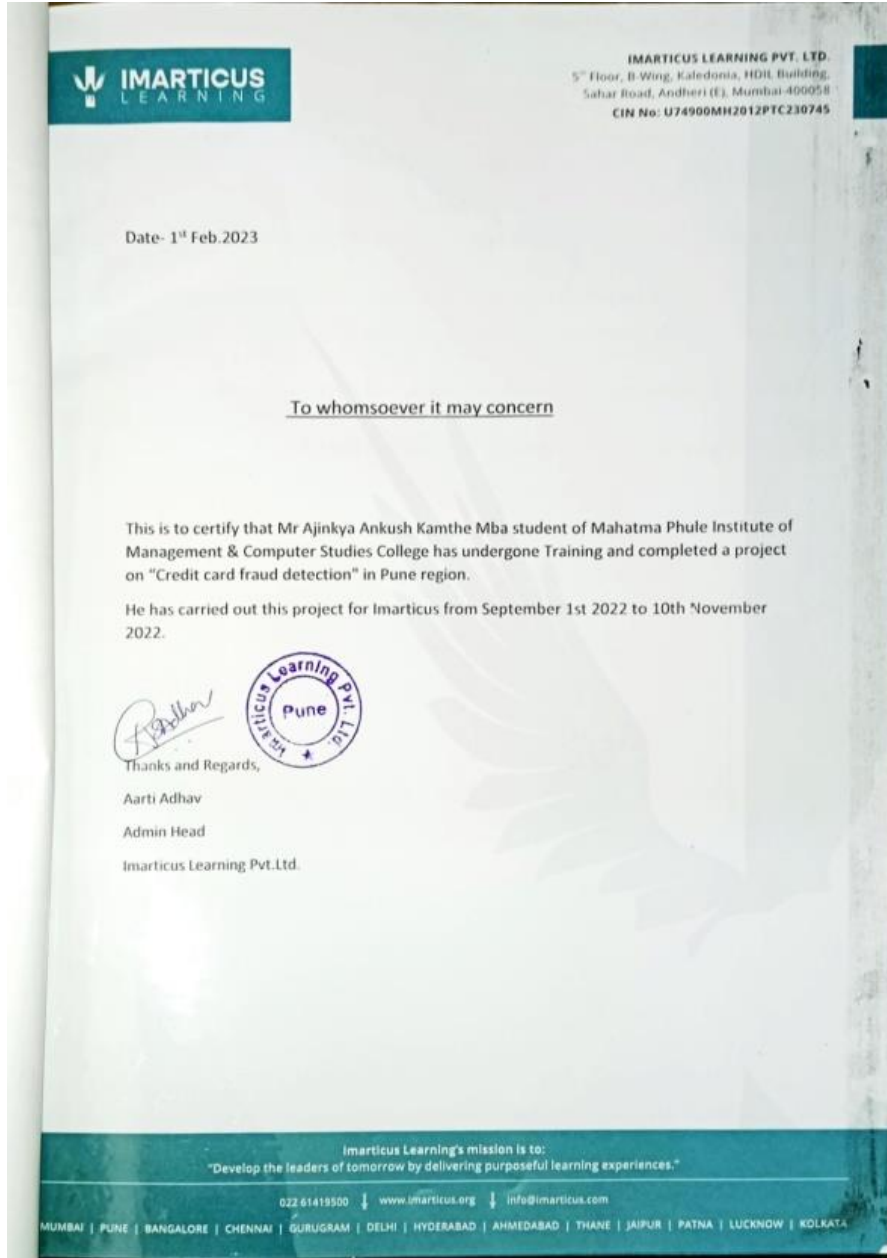 IMARTICUS
LEARNING
IMARTICUS LEARNING PVT. LTD.
5th Floor, B-Wing, Kaledonia, HDIL Building,
Sahar Road, Andheri (E), Mumbai-400058
CIN No: U74900MH2012PTC230745
Date- 1st Feb.2023
To whomsoever it may concern
This is to certify that Mr Ajinkya Ankush Kamthe Mba student of Mahatma Phule Institute of
Management & Computer Studies College has undergone Training and completed a project
on "Credit card fraud detection" in Pune region.
He has carried out this project for Imarticus from September 1st 2022 to 10th November
2022.
Imarticus Learning Pvt. Ltd.
Pune
Thanks and Regards,
Aarti Adhav
Admin Head
Imarticus Learning Pvt.Ltd.
Imarticus Learning's mission is to:
"Develop the leaders of tomorrow by delivering purposeful learning experiences."
022 61419500 | www.imarticus.org | info@imarticus.com
MUMBAI | PUNE | BANGALORE | CHENNAI | GURUGRAM | DELHI | HYDERABAD | AHMEDABAD | THANE | JAIPUR | PATNA | LUCKNOW | KOLKATA